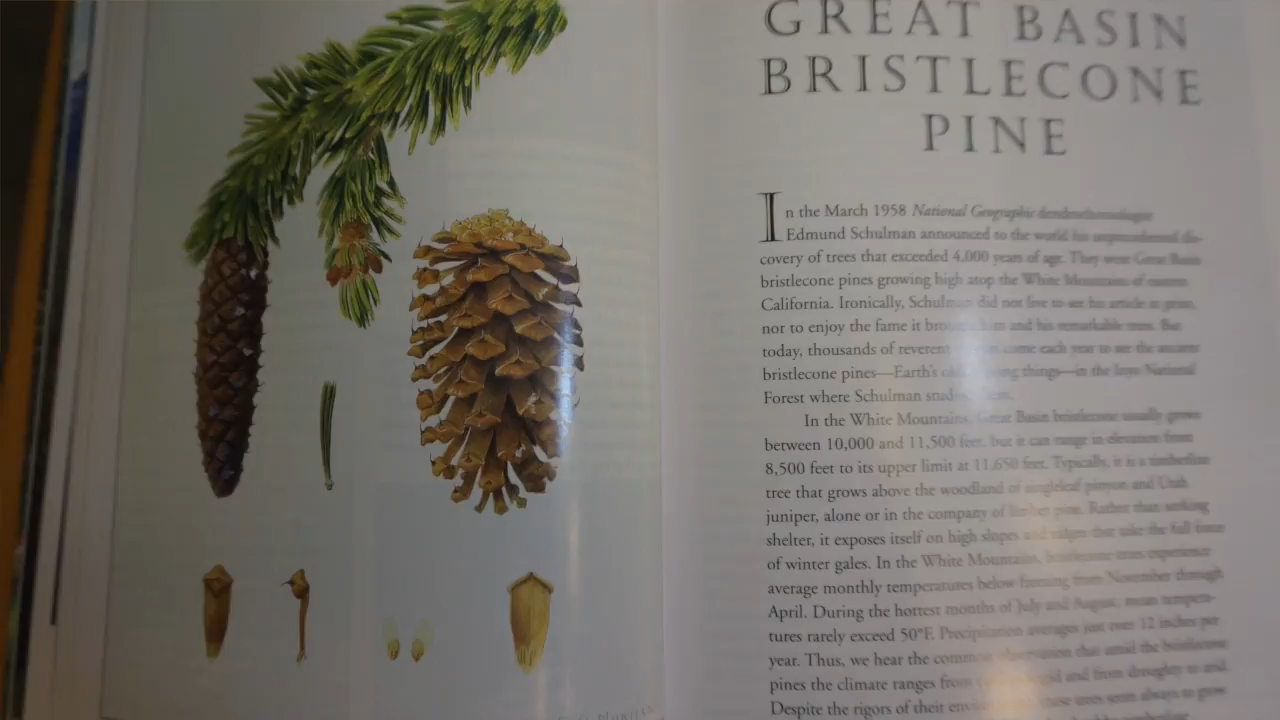 GREAT BASIN
BRISTLECONE
PINE
In the March 1958 National Geographic dendrochronologist
Edmund Schulman announced to the world his unprecedented dis-
covery of trees that exceeded 4,000 years of age. They were Great Basin
bristlecone pines growing high atop the White Mountains of eastern
California. Ironically, Schulman did not live to see his article in print,
nor to enjoy the fame it brought him and his remarkable trees. But
today, thousands of reverent come each year to see the ancient
bristlecone pines—Earth's oldest living things—in the Inyo National
Forest where Schulman studied them.
In the White Mountains, Great Basin bristlecone usually grows
between 10,000 and 11,500 feet, but it can range in elevation from
8,500 feet to its upper limit at 11,650 feet. Typically, it is a timberline
tree that grows above the woodland of singleleaf pinyon and Utah
juniper, alone or in the company of limber pine. Rather than seeking
shelter, it exposes itself on high slopes and ridges that take the full force
of winter gales. In the White Mountains, bristlecone trees experience
average monthly temperatures below freezing from November through
April. During the hottest months of July and August, mean tempera-
tures rarely exceed 50°F. Precipitation averages just over 12 inches per
year. Thus, we hear the common observation that amid the bristlecone
pines the climate ranges from and from droughty to arid.
Despite the rigors of their these trees seem always to grow